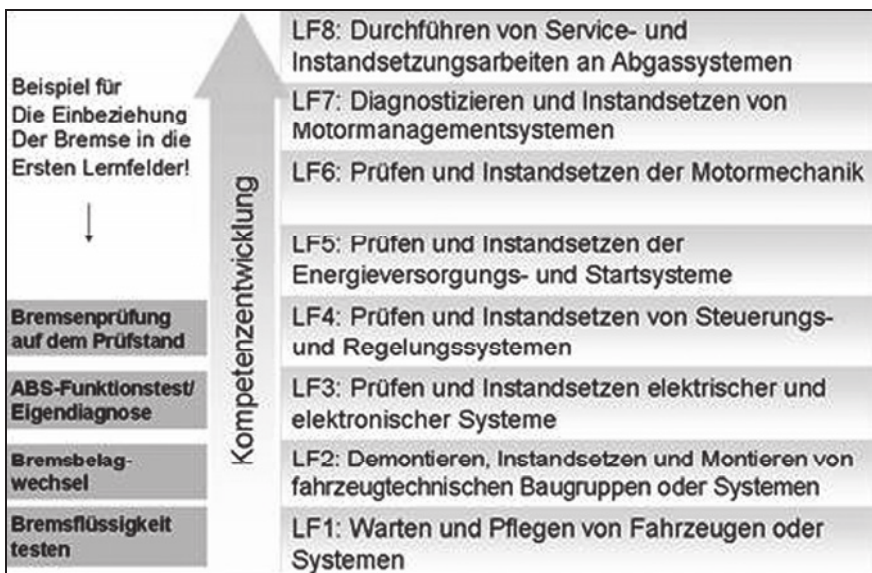 Beispiel für
Die Einbeziehung
Der Bremse in die
Ersten Lernfelder!
Bremsenprüfung
auf dem Prüfstand
ABS-Funktionstest/
Eigendiagnose
Bremsbelag-
wechsel
Bremsflüssigkeit
testen
Kompetenzentwicklung
LF8: Durchführen von Service- und
Instandsetzungsarbeiten an Abgassystemen
LF7: Diagnostizieren und Instandsetzen von
Motormanagementsystemen
LF6: Prüfen und Instandsetzen der Motormechanik
LF5: Prüfen und Instandsetzen der
Energieversorgungs- und Startsysteme
LF4: Prüfen und Instandsetzen von Steuerungs-
und Regelungssystemen
LF3: Prüfen und Instandsetzen elektrischer und
elektronischer Systeme
LF2: Demontieren, Instandsetzen und Montieren von
fahrzeugtechnischen Baugruppen oder Systemen
LF1: Warten und Pflegen von Fahrzeugen oder
Systemen